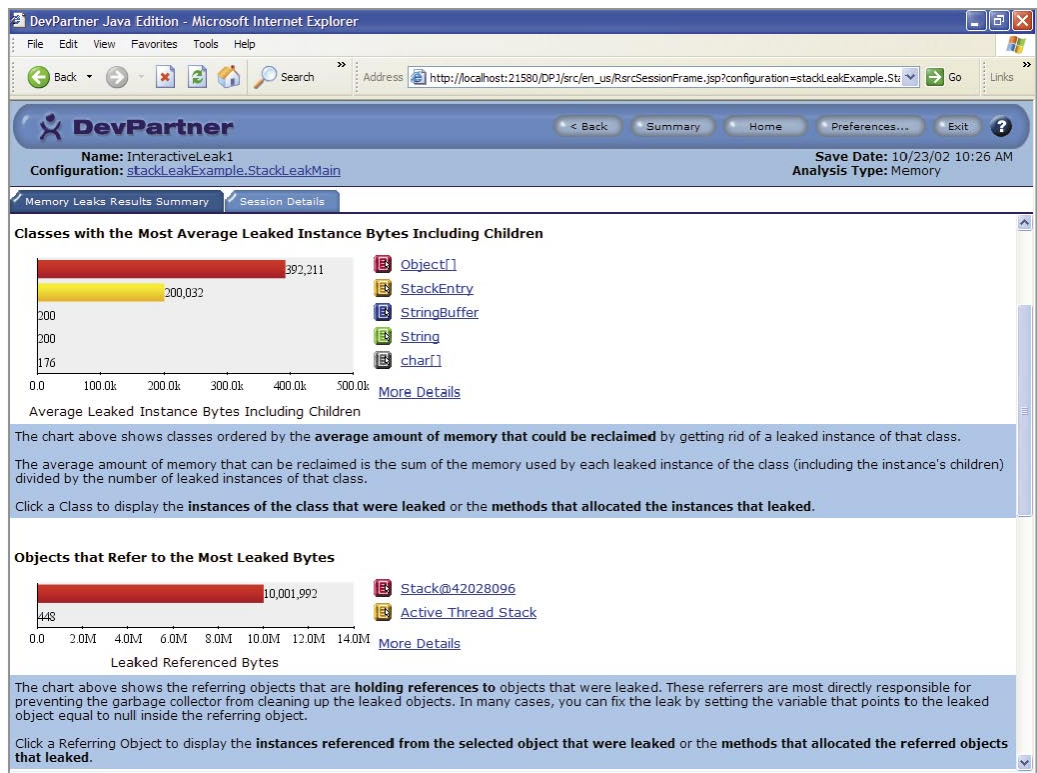 DevPartner Java Edition - Microsoft Internet Explorer
File Edit View Favorites Tools Help
Back Search » Address http://localhost:21580/DPJ/src/en_us/RsrcSessionFrame.jsp?configuration=stackLeakExample.Sta Go Links »
DevPartner < Back Summary Home Preferences... Exit ?
Name: InteractiveLeak1 Save Date: 10/23/02 10:26 AM
Configuration: stackLeakExample.StackLeakMain Analysis Type: Memory
Memory Leaks Results Summary Session Details
Classes with the Most Average Leaked Instance Bytes Including Children
392,211 Object[]
200,032 StackEntry
200 StringBuffer
200 String
176 char[]
0.0 100.0k 200.0k 300.0k 400.0k 500.0k
More Details
Average Leaked Instance Bytes Including Children
The chart above shows classes ordered by the average amount of memory that could be reclaimed by getting rid of a leaked instance of that class.
The average amount of memory that can be reclaimed is the sum of the memory used by each leaked instance of the class (including the instance's children)
divided by the number of leaked instances of that class.
Click a Class to display the instances of the class that were leaked or the methods that allocated the instances that leaked.
Objects that Refer to the Most Leaked Bytes
10,001,992 Stack@42028096
448 Active Thread Stack
0.0 2.0M 4.0M 6.0M 8.0M 10.0M 12.0M 14.0M
More Details
Leaked Referenced Bytes
The chart above shows the referring objects that are holding references to objects that were leaked. These referrers are most directly responsible for
preventing the garbage collector from cleaning up the leaked objects. In many cases, you can fix the leak by setting the variable that points to the leaked
object equal to null inside the referring object.
Click a Referring Object to display the instances referenced from the selected object that were leaked or the methods that allocated the referred objects
that leaked.